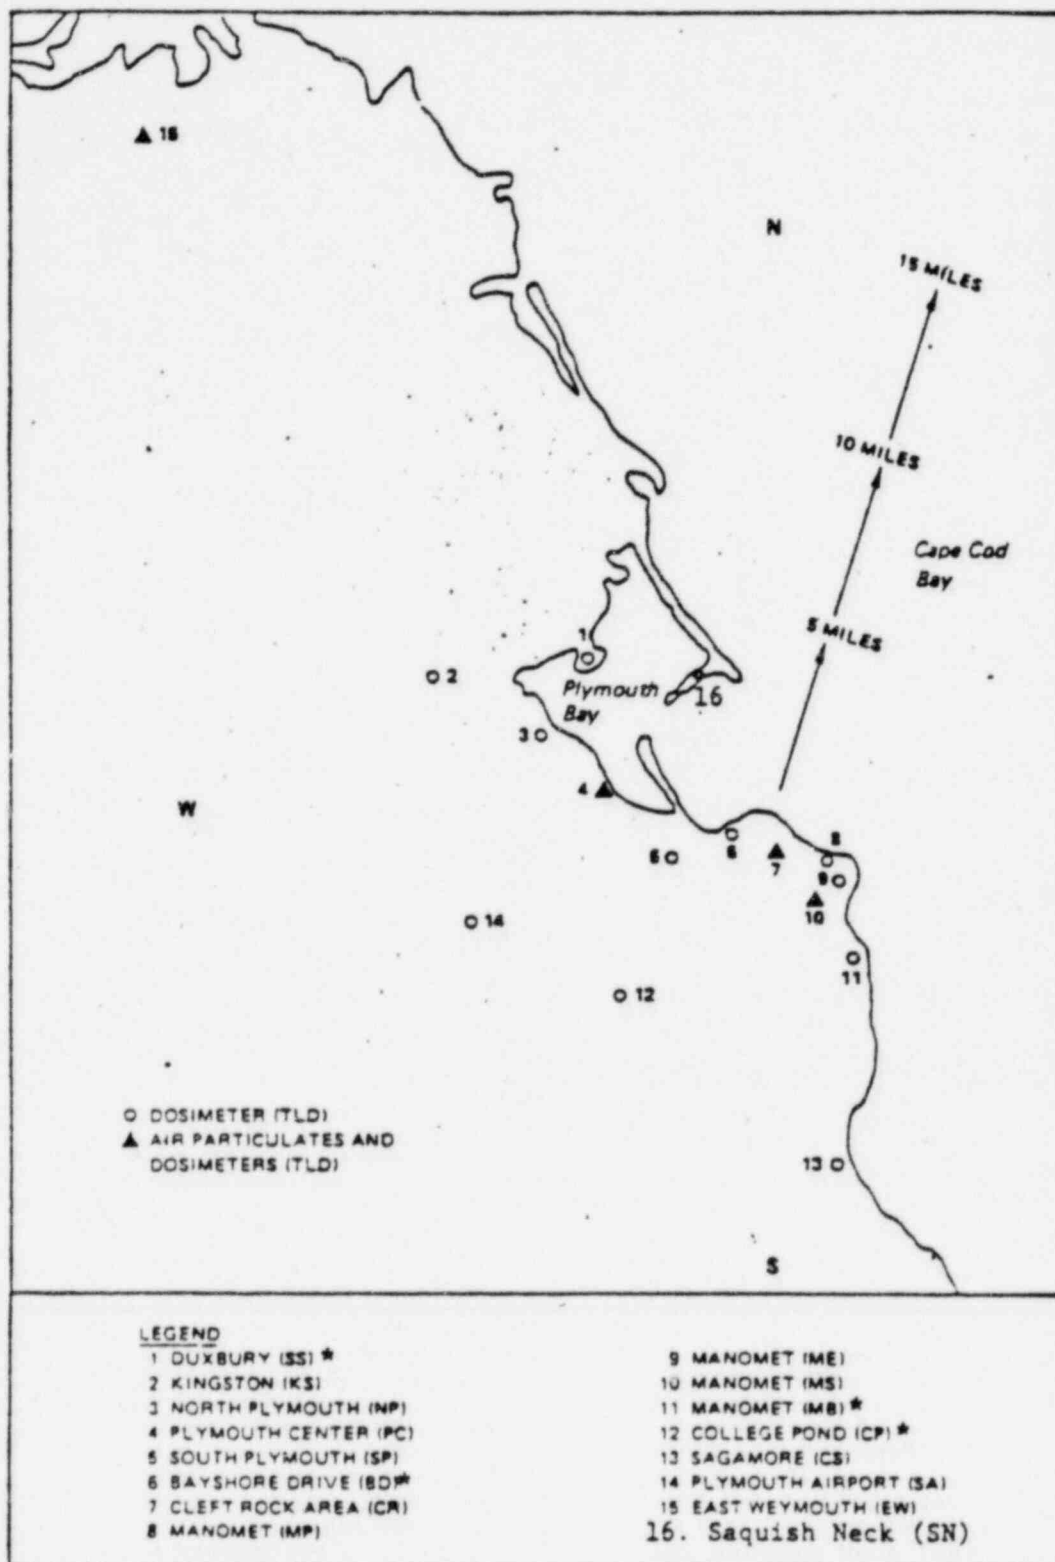 15
N
15 MILES
10 MILES
Cape Cod
Bay
5 MILES
1
2
16
Plymouth
Bay
3
4
W
8
6
5
7
9
10
14
11
12
O DOSIMETER (TLD)
▲ AIR PARTICULATES AND
DOSIMETERS (TLD)
13
S
LEGEND
1 DUXBURY (SS) *
2 KINGSTON (KS)
3 NORTH PLYMOUTH (NP)
4 PLYMOUTH CENTER (PC)
5 SOUTH PLYMOUTH (SP)
6 BAYSHORE DRIVE (BD)*
7 CLEFT ROCK AREA (CR)
8 MANOMET (MP)
9 MANOMET (ME)
10 MANOMET (MS)
11 MANOMET (MB) *
12 COLLEGE POND (CP) *
13 SAGAMORE (CS)
14 PLYMOUTH AIRPORT (SA)
15 EAST WEYMOUTH (EW)
16. Saquish Neck (SN)